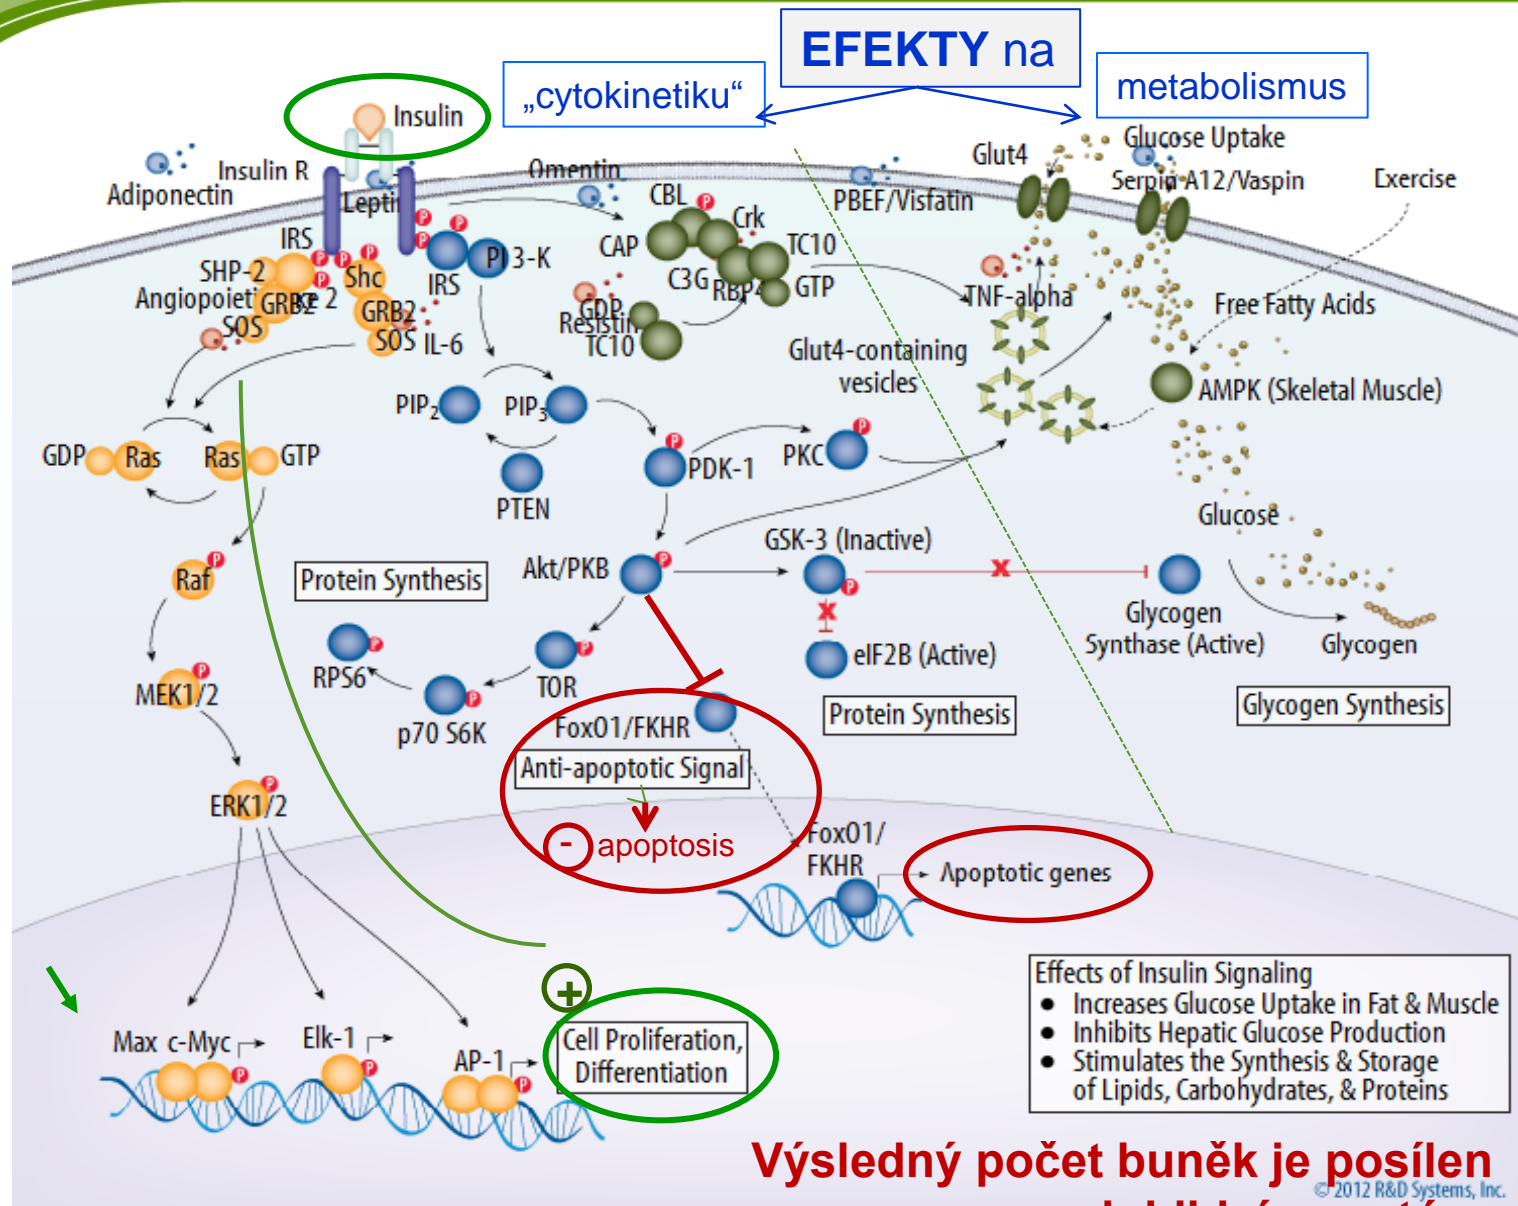 EFEKTY na
„cytokinetiku“
metabolismus
Insulin
Glucose Uptake
Glut4
Adiponectin
Insulin R
Leptin
Omentin
PBEF/Visfatin
Serpin A12/Vaspin
Exercise
CBL
P
Crk
CAP
TC10
C3G
RBP4
GTP
IRS
P
P
P
P
P
P
P
SHP-2
Shc
IRS
PI 3-K
Angiopoieti
2
GRB2
GRB2
SOS
SOS
IL-6
GDP
Resistin
TC10
TNF-alpha
Free Fatty Acids
Glut4-containing
vesicles
AMPK (Skeletal Muscle)
PIP2
PIP3
GDP
Ras
Ras
GTP
PTEN
P
PDK-1
PKC
P
Glucose
Raf
P
Protein Synthesis
Akt/PKB
P
GSK-3 (Inactive)
P
X
X
Glycogen
Synthase (Active)
Glycogen
RPS6
P
TOR
P
eIF2B (Active)
MEK1/2
P
p70 S6K
P
FoxO1/FKHR
Protein Synthesis
Glycogen Synthesis
Anti-apoptotic Signal
ERK1/2
P
- apoptosis
FoxO1/
FKHR
Apoptotic genes
+
Max c-Myc
P
Elk-1
P
AP-1
P
Cell Proliferation,
Differentiation
Effects of Insulin Signaling
● Increases Glucose Uptake in Fat & Muscle
● Inhibits Hepatic Glucose Production
● Stimulates the Synthesis & Storage
of Lipids, Carbohydrates, & Proteins
Výsledný počet buněk je posílen
© 2012 R&D Systems, Inc.